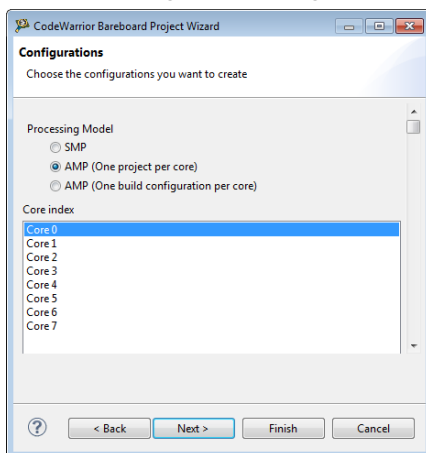 CodeWarrior Bareboard Project Wizard
Configurations
Choose the configurations you want to create
Processing Model
SMP
AMP (One project per core)
AMP (One build configuration per core)
Core index
Core 0
Core 1
Core 2
Core 3
Core 4
Core 5
Core 6
Core 7
? < Back Next > Finish Cancel